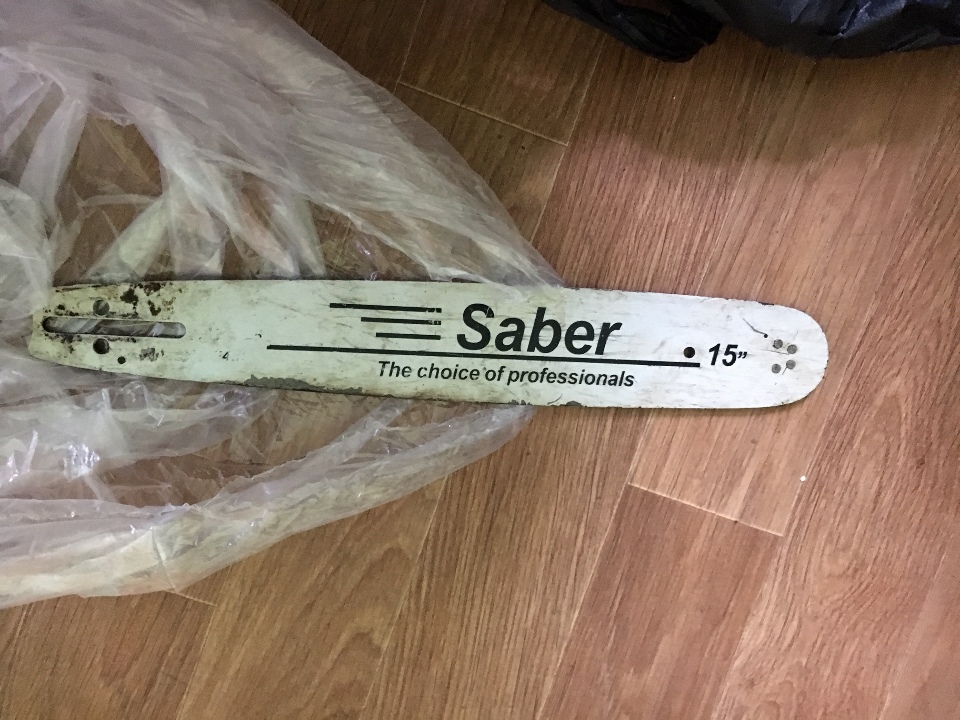 Saber
15”
The choice of professionals